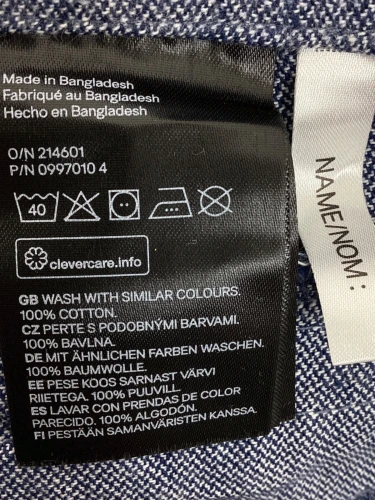 Made in Bangladesh
Fabriqué au Bangladesh
Hecho en Bangladesh
O/N 214601
P/N 0997010 4
40
clevercare.info
GB WASH WITH SIMILAR COLOURS.
100% COTTON.
CZ PERTE S PODOBNÝMI BARVAMI.
100% BAVLNA.
DE MIT ÄHNLICHEN FARBEN WASCHEN.
100% BAUMWOLLE.
EE PESE KOOS SARNAST VÄRVI
RIIETEGA. 100% PUUVILL.
ES LAVAR CON PRENDAS DE COLOR
PARECIDO. 100% ALGODÓN.
FI PESTÄÄN SAMANVÄRISTEN KANSSA.
NAME/NOM: